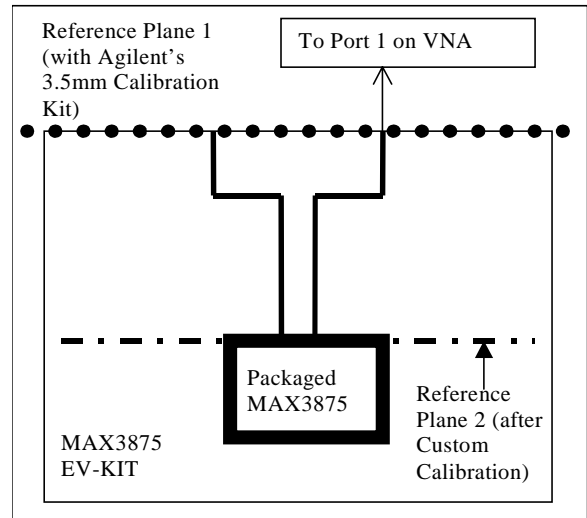 Reference Plane 1
(with Agilent's
3.5mm Calibration
Kit)
To Port 1 on VNA
Packaged
MAX3875
Reference
Plane 2 (after
Custom
Calibration)
MAX3875
EV-KIT